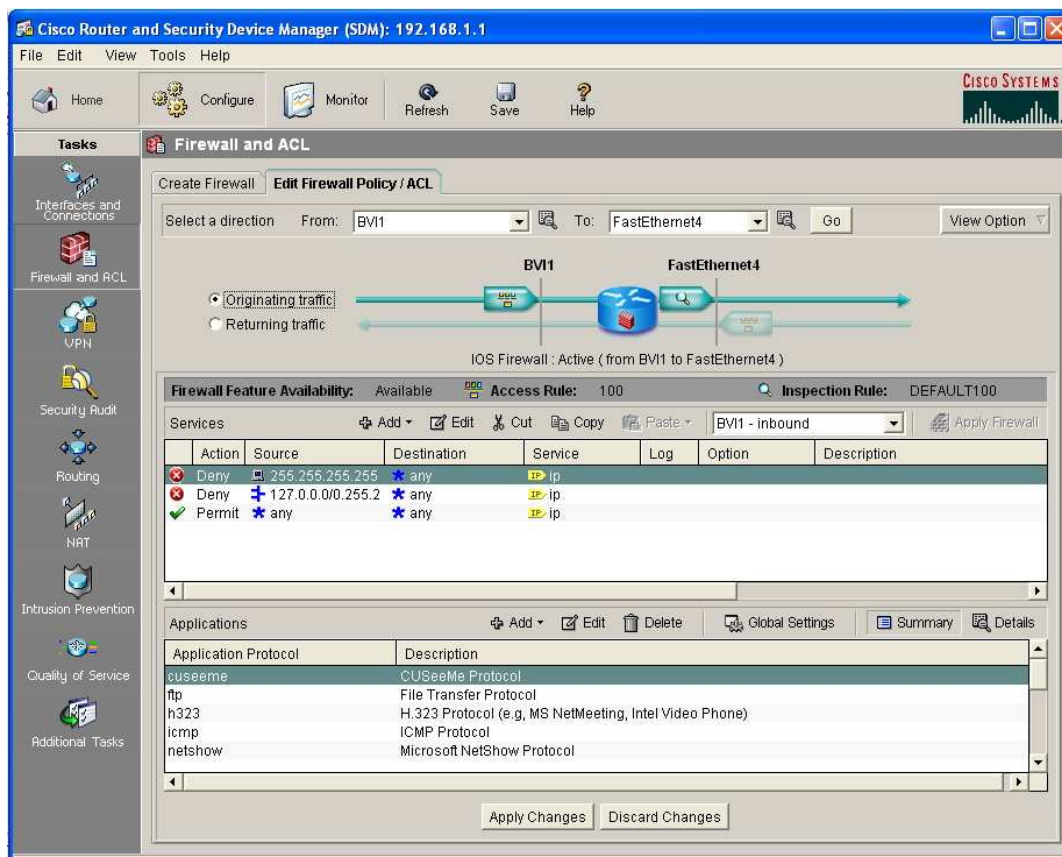 Cisco Router and Security Device Manager (SDM): 192.168.1.1
File Edit View Tools Help
Home Configure Monitor Refresh Save Help
CISCO SYSTEMS
Tasks
Firewall and ACL
Create Firewall Edit Firewall Policy / ACL
Interfaces and Connections
Select a direction From: BVI1 To: FastEthernet4 Go View Option
Firewall and ACL
BVI1 FastEthernet4
Originating traffic
Returning traffic
VPN
IOS Firewall : Active ( from BVI1 to FastEthernet4 )
Firewall Feature Availability: Available Access Rule: 100 Inspection Rule: DEFAULT100
Security Audit
Services Add Edit Cut Copy Paste BVI1 - inbound Apply Firewall
Action Source Destination Service Log Option Description
Deny 255.255.255.255 any IP ip
Routing
Deny 127.0.0.0/0.255.2 any IP ip
Permit any any IP ip
NAT
Intrusion Prevention
Applications Add Edit Delete Global Settings Summary Details
Application Protocol Description
Quality of Service
cuseeme CUSeeMe Protocol
ftp File Transfer Protocol
h323 H.323 Protocol (e.g, MS NetMeeting, Intel Video Phone)
icmp ICMP Protocol
Additional Tasks
netshow Microsoft NetShow Protocol
Apply Changes Discard Changes